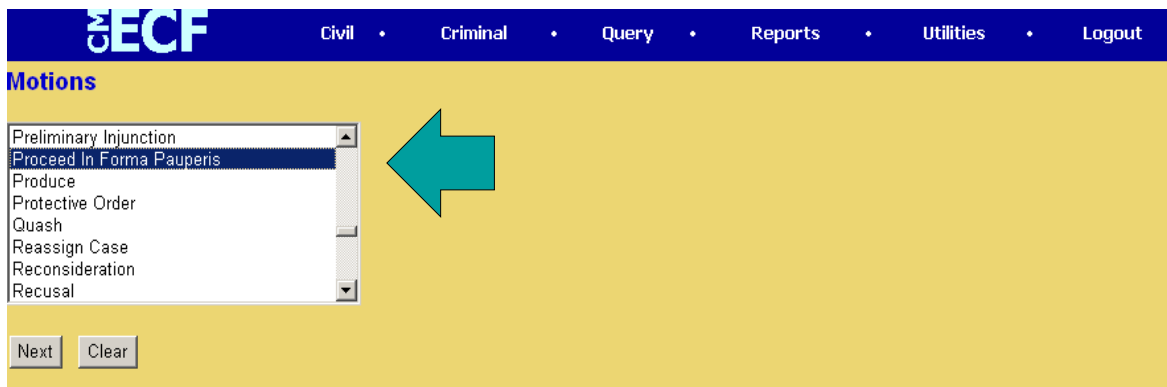 CM ECF Civil • Criminal • Query • Reports • Utilities • Logout
Motions
Preliminary Injunction
Proceed In Forma Pauperis
Produce
Protective Order
Quash
Reassign Case
Reconsideration
Recusal
Next Clear